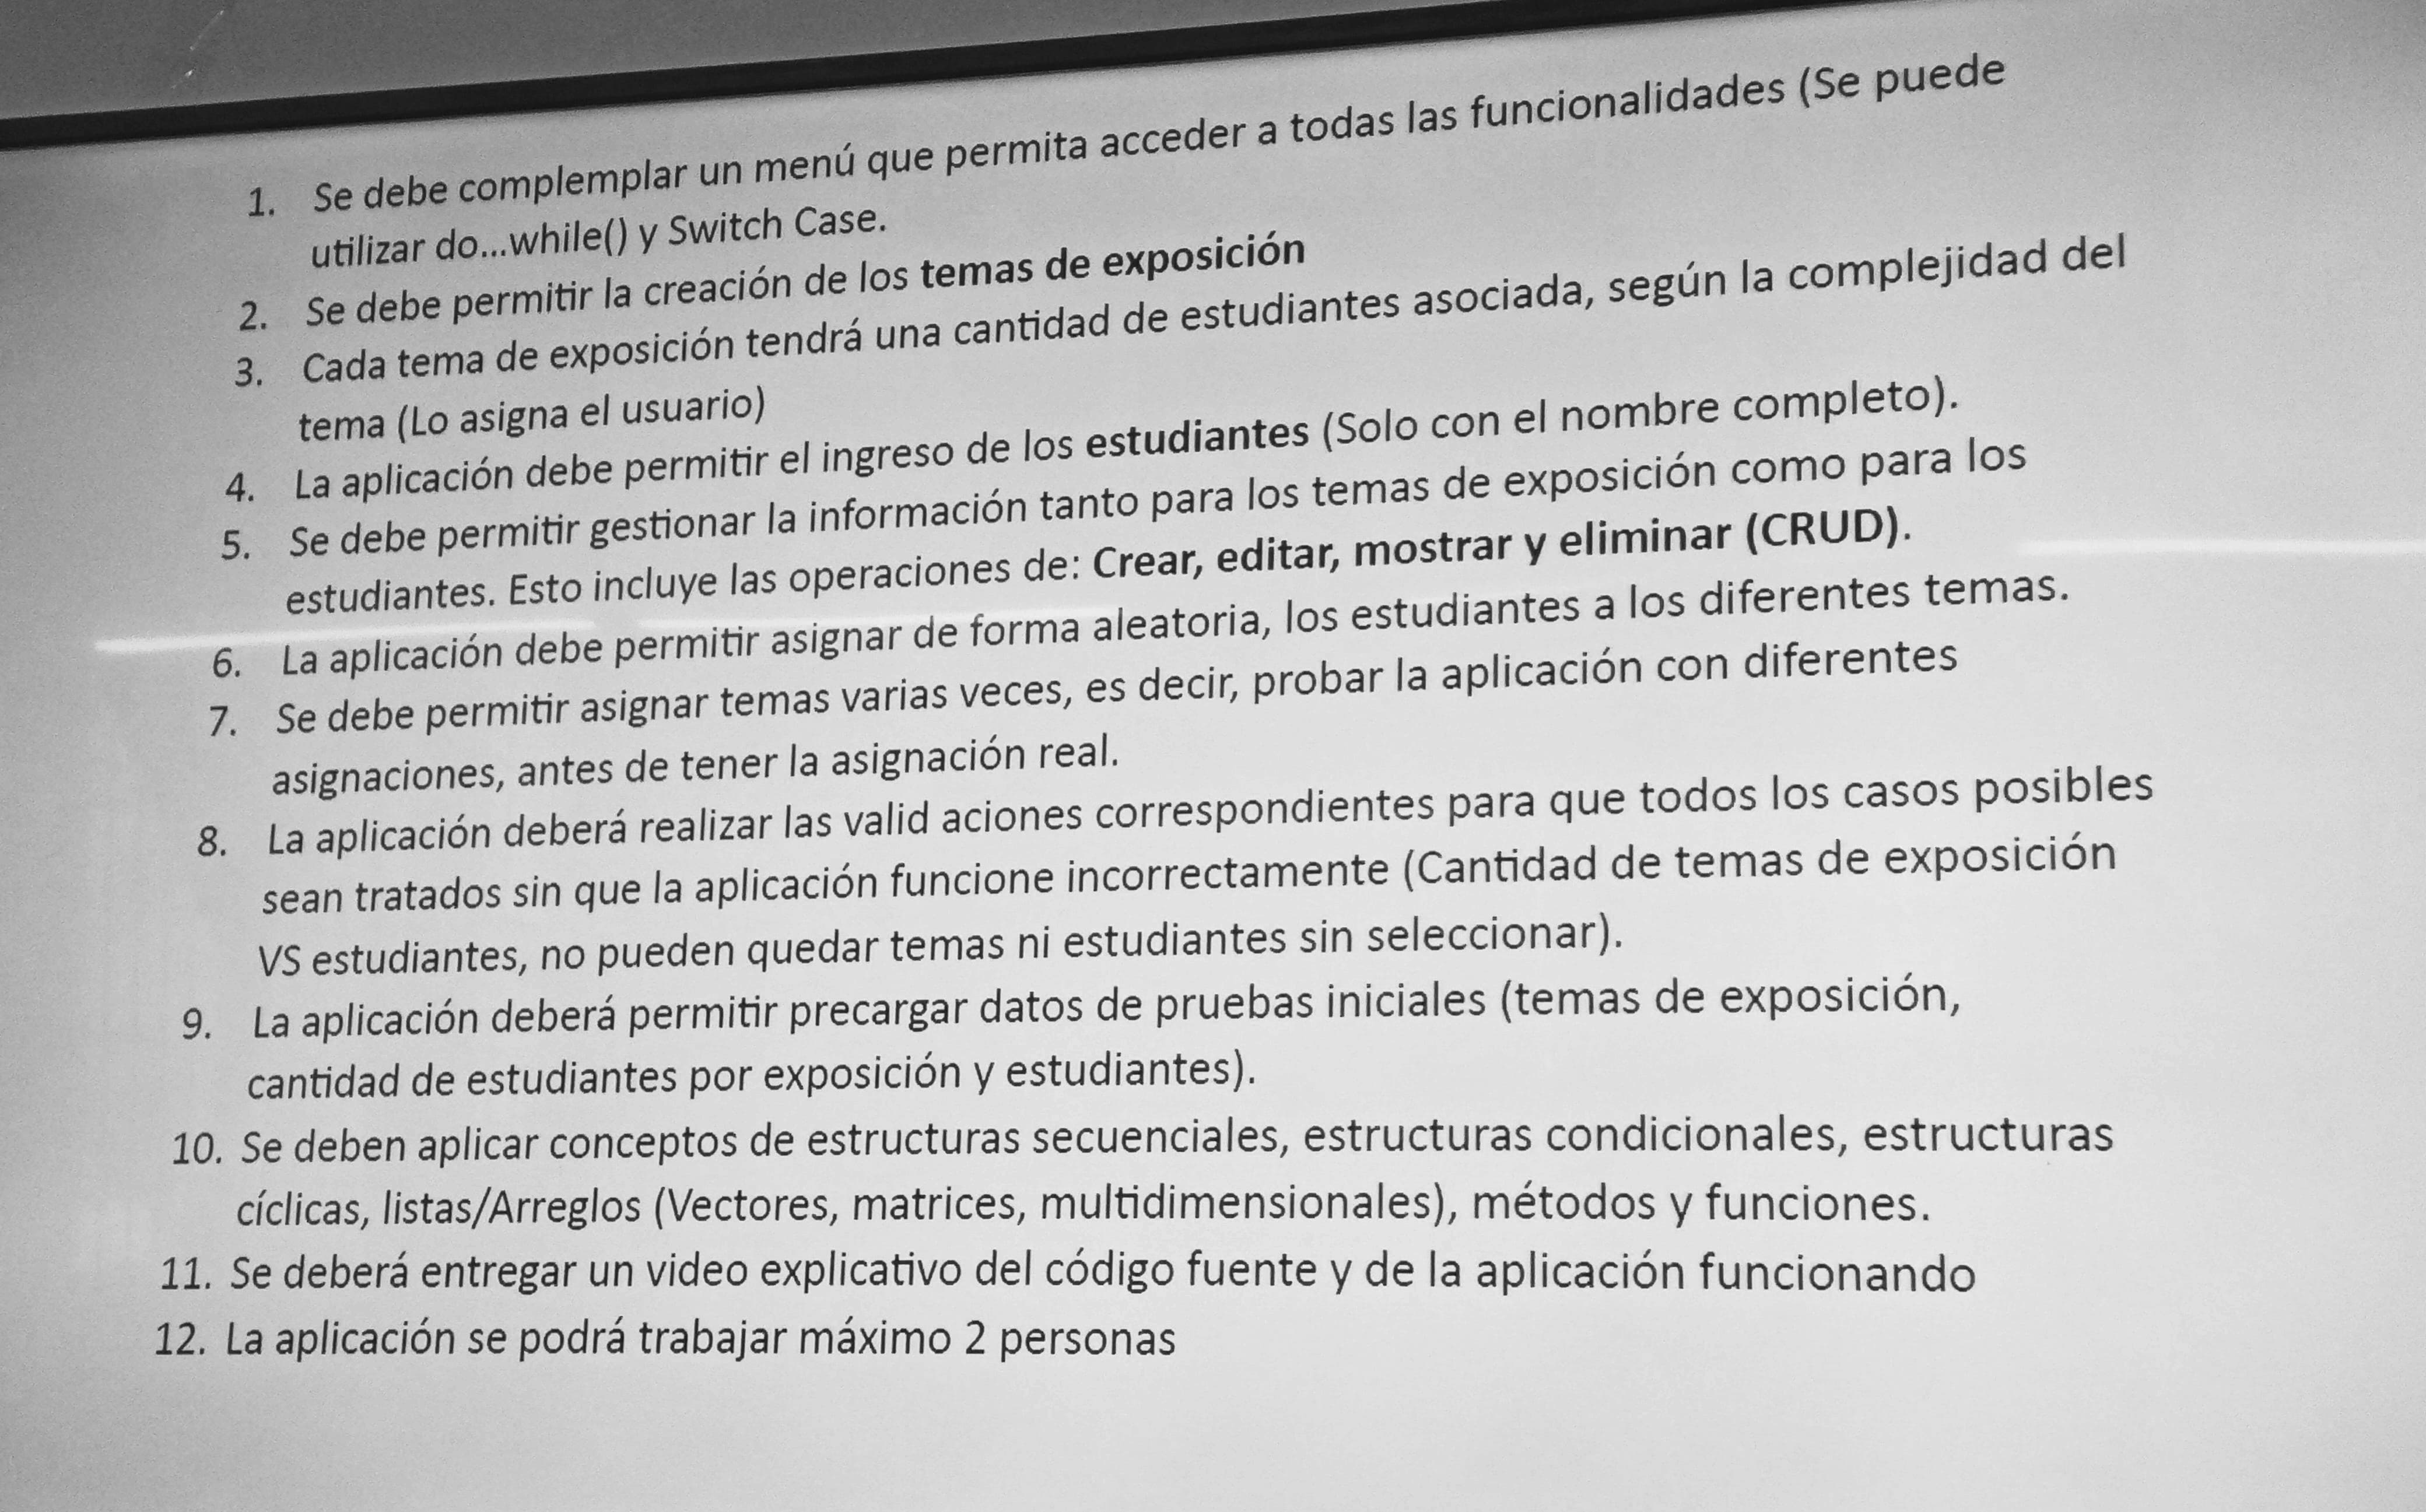 1. Se debe complemplar un menú que permita acceder a todas las funcionalidades (Se puede
utilizar do...while() y Switch Case.
2. Se debe permitir la creación de los temas de exposición
3. Cada tema de exposición tendrá una cantidad de estudiantes asociada, según la complejidad del
tema (Lo asigna el usuario)
4. La aplicación debe permitir el ingreso de los estudiantes (Solo con el nombre completo).
5. Se debe permitir gestionar la información tanto para los temas de exposición como para los
estudiantes. Esto incluye las operaciones de: Crear, editar, mostrar y eliminar (CRUD).
6. La aplicación debe permitir asignar de forma aleatoria, los estudiantes a los diferentes temas.
7. Se debe permitir asignar temas varias veces, es decir, probar la aplicación con diferentes
asignaciones, antes de tener la asignación real.
8. La aplicación deberá realizar las valid aciones correspondientes para que todos los casos posibles
sean tratados sin que la aplicación funcione incorrectamente (Cantidad de temas de exposición
VS estudiantes, no pueden quedar temas ni estudiantes sin seleccionar).
9. La aplicación deberá permitir precargar datos de pruebas iniciales (temas de exposición,
cantidad de estudiantes por exposición y estudiantes).
10. Se deben aplicar conceptos de estructuras secuenciales, estructuras condicionales, estructuras
cíclicas, listas/Arreglos (Vectores, matrices, multidimensionales), métodos y funciones.
11. Se deberá entregar un video explicativo del código fuente y de la aplicación funcionando
12. La aplicación se podrá trabajar máximo 2 personas